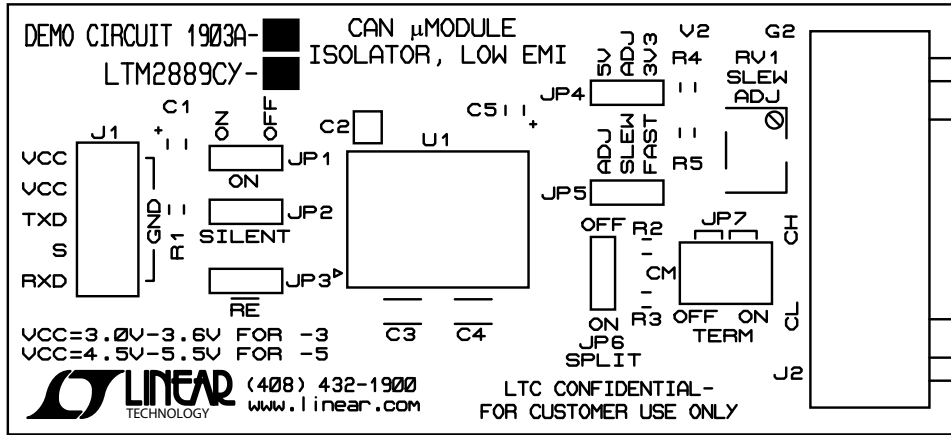 DEMO CIRCUIT 1903A-
LTM2889CY-
CAN μMODULE
ISOLATOR, LOW EMI
C1
+
J1
VCC
VCC
TXD
S
RXD
GND
R1
ON
OFF
JP1
ON
JP2
SILENT
JP3
RE
C2
U1
C5
+
C3
C4
JP4
5V
ADJ
3V3
ADJ
SLEW
FAST
JP5
V2
R4
R5
G2
RV1
SLEW
ADJ
OFF
R2
CM
R3
ON
JP6
SPLIT
JP7
OFF
ON
TERM
CH
CL
J2
VCC=3.0V-3.6V FOR -3
VCC=4.5V-5.5V FOR -5
LINEAR
TECHNOLOGY
(408) 432-1900
www.linear.com
LTC CONFIDENTIAL-
FOR CUSTOMER USE ONLY